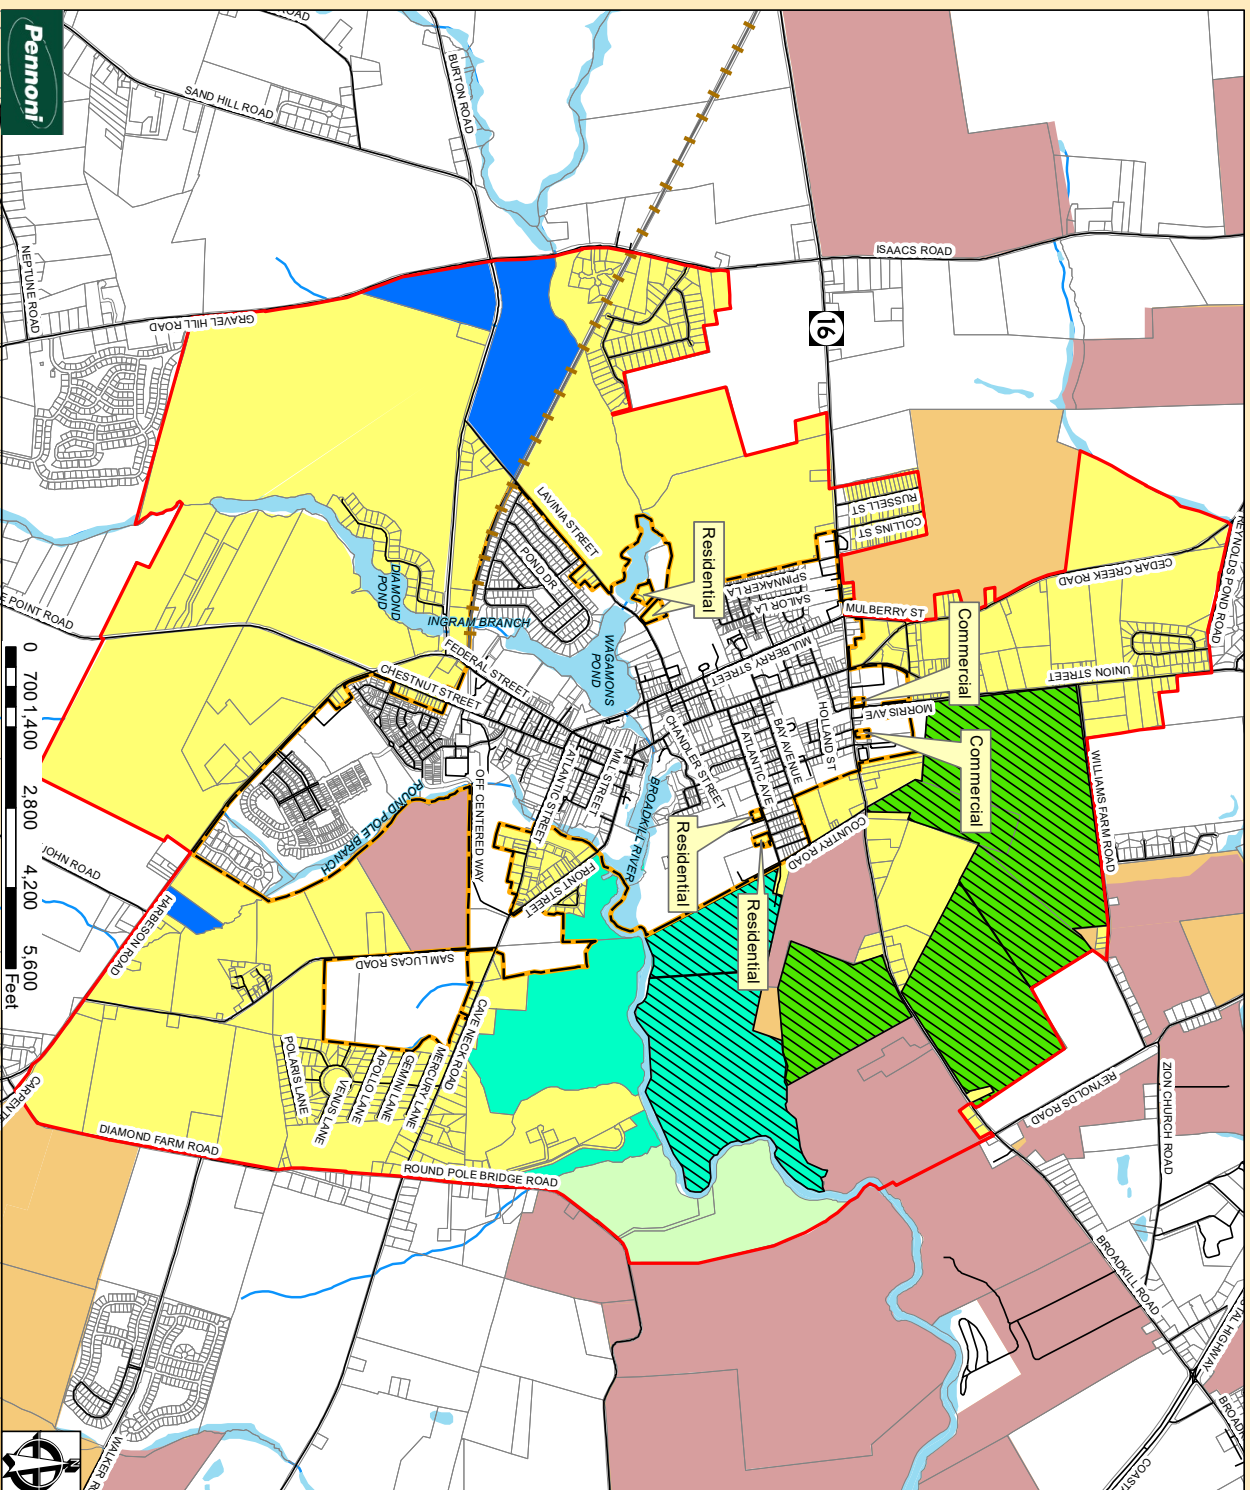 Pennoni
ROAD
SAND HILL ROAD
BURTON ROAD
NEPTUNE ROAD
GRAVEL HILL ROAD
ISAACS ROAD
16
REYNOLDS POND ROAD
RUSSELL ST
COLLINS ST
CEDAR CREEK ROAD
LAVINIA STREET
POND DR
DIAMOND
POND
INGRAM BRANCH
WAGAMONS
POND
Residential
SPINNAKER LA
SAILOR LA
MULBERRY ST
MULBERRY STREET
Commercial
UNION STREET
E POINT ROAD
FEDERAL STREET
CHESTNUT STREET
MORRIS AVE
HOLLAND ST
BAY AVENUE
ATLANTIC AVE
CHANDLER STREET
Commercial
WILLIAMS FARM ROAD
MILL STREET
ATLANTIC STREET
BROADKILL RIVER
OFF CENTERED WAY
ROUND POLE BRANCH
COUNTRY ROAD
FRONT STREET
Residential
Residential
JOHN ROAD
HARBESON ROAD
SAM LUCAS ROAD
CAVE NECK ROAD
MERCURY LANE
GEMINI LANE
APOLLO LANE
VENUS LANE
POLARIS LANE
REYNOLDS ROAD
ZION CHURCH ROAD
DIAMOND FARM ROAD
ROUND POLE BRIDGE ROAD
BROADKILL ROAD
WALKER R
0 700 1,400 2,800 4,200 5,600
Feet
N